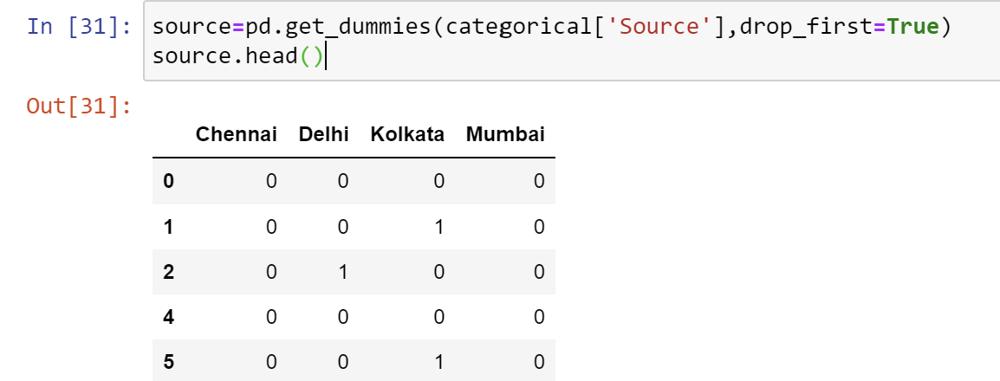 In [31]: source=pd.get_dummies(categorical['Source'],drop_first=True)
source.head()
Out[31]:
Chennai Delhi Kolkata Mumbai
0 0 0 0 0
1 0 0 1 0
2 0 1 0 0
4 0 0 0 0
5 0 0 1 0